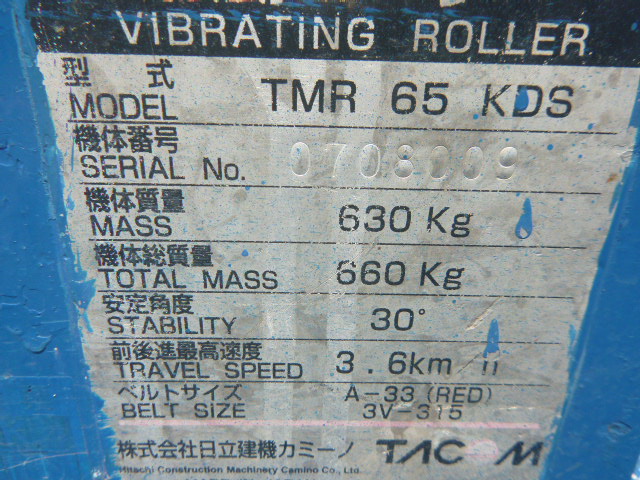 VIBRATING ROLLER
型 式
MODEL TMR 65 KDS
機体番号
SERIAL No. 0708009
機体質量
MASS 630 Kg
機体総質量
TOTAL MASS 660 Kg
安定角度
STABILITY 30°
前後進最高速度
TRAVEL SPEED 3.6km
ベルトサイズ A-33 (RED)
BELT SIZE 3V-315
株式会社日立建機カミーノ TACOM
Hitachi Construction Machinery Camino Co., Ltd.